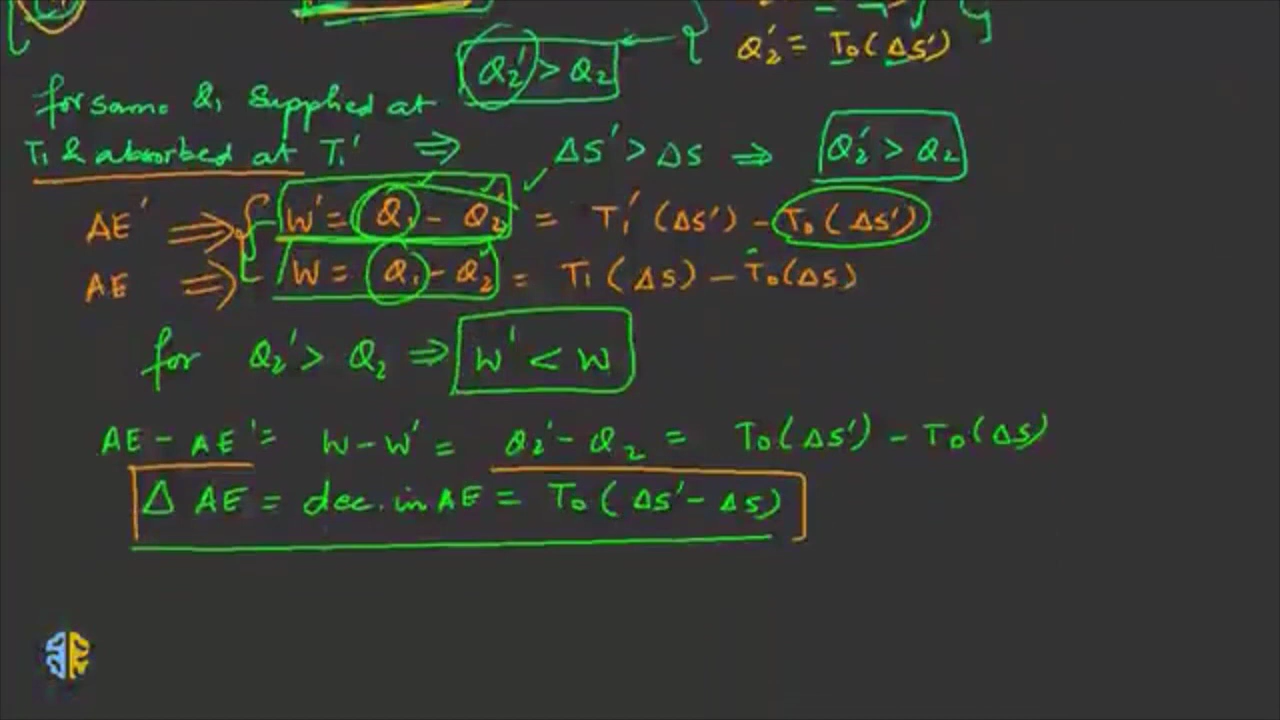 Q₂' = T₀(ΔS')
Q₂' > Q₂
for same Q₁ supplied at
T₁ & absorbed at T₁' ⇒ ΔS' > ΔS ⇒ Q₂' > Q₂
AE' ⇒ W' = Q₁ - Q₂' = T₁'(ΔS') - T₀(ΔS')
AE ⇒ W = Q₁ - Q₂ = T₁(ΔS) - T₀(ΔS)
for Q₂' > Q₂ ⇒ W' < W
AE - AE' = W - W' = Q₂' - Q₂ = T₀(ΔS') - T₀(ΔS)
Δ AE = dec. in AE = T₀(ΔS' - ΔS)